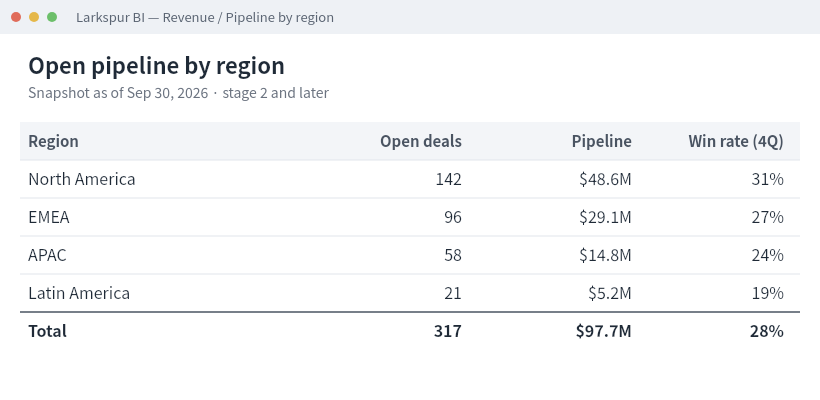 Larkspur BI — Revenue / Pipeline by region
Open pipeline by region
Snapshot as of Sep 30, 2026 · stage 2 and later
Region Open deals Pipeline Win rate (4Q)
North America 142 $48.6M 31%
EMEA 96 $29.1M 27%
APAC 58 $14.8M 24%
Latin America 21 $5.2M 19%
Total 317 $97.7M 28%